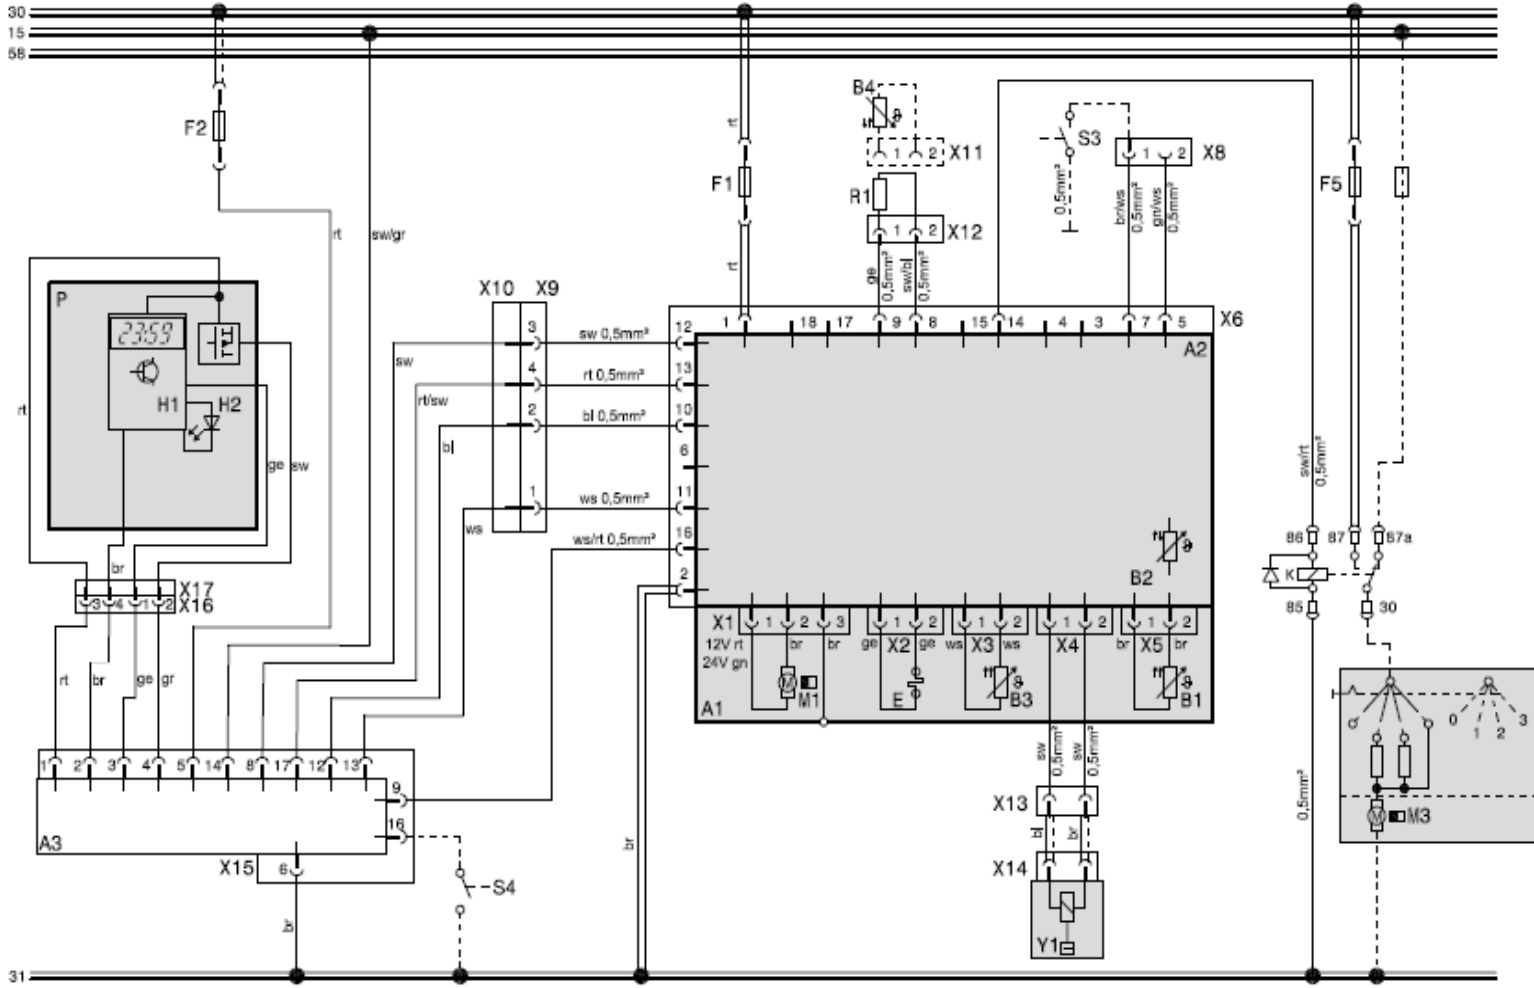 30
15
58
F2
rt
sw/gr
rt
F1
rt
B4
1 2 X11
R1
1 2 X12
ge 0,5mm²
sw/bl 0,5mm²
S3
0,5mm²
1 2 X8
br/ws 0,5mm²
gn/ws 0,5mm²
F5
P
23:59
H1 H2
rt
ge sw
br
X17
3 4 1 2 X16
rt br ge gr
X10 X9
sw
rt/sw
bl
ws
3 sw 0,5mm² 12
4 rt 0,5mm² 13
2 bl 0,5mm² 10
6
1 ws 0,5mm² 11
ws/rt 0,5mm² 16
2
1 18 17 9 8 15 14 4 3 7 5 X6
A2
B2
X1 1 2 3
12V rt br br
24V gn
M M1
A1
1 2
ge X2 ge
E
1 2
ws X3 ws
B3
1 2
X4
1 2
br X5 br
B1
sw 0,5mm²
sw 0,5mm²
X13
bl br
X14
Y1
sw/rt 0,5mm²
86 87 87a
K
85 30
0,5mm²
0 1 2 3
M M3
1 2 3 4 5 14 8 17 12 13
9
16
A3
X15 6
br
S4
br
31